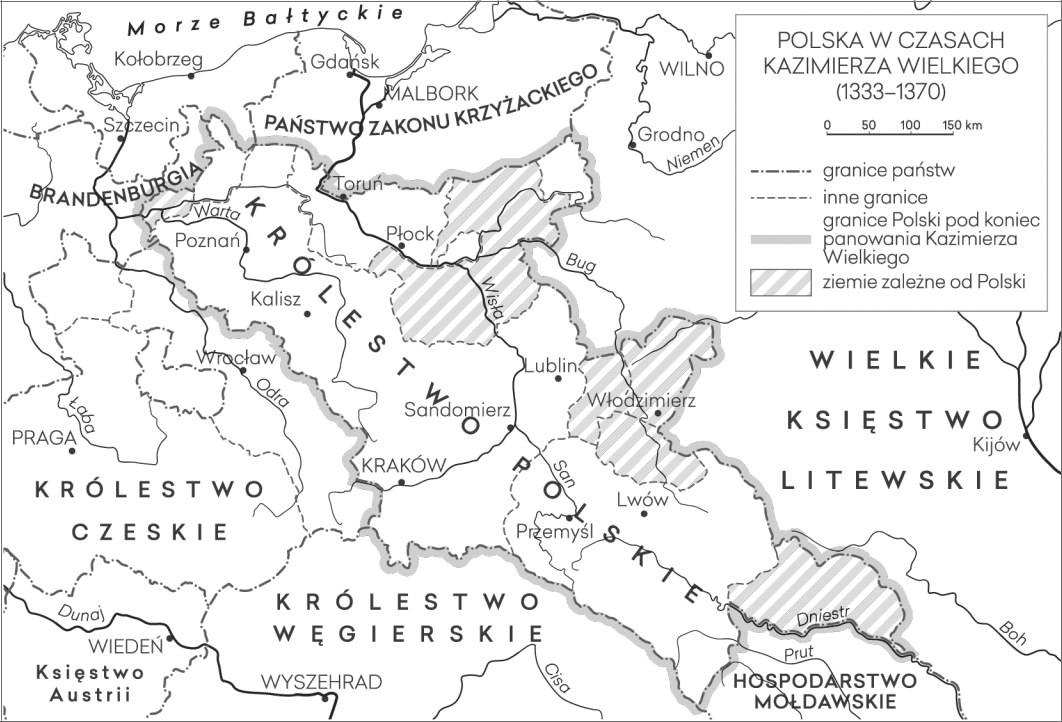 Morze Bałtyckie
POLSKA W CZASACH
KAZIMIERZA WIELKIEGO
(1333–1370)
0 50 100 150 km
granice państw
inne granice
granice Polski pod koniec
panowania Kazimierza
Wielkiego
ziemie zależne od Polski
Kołobrzeg
Gdańsk
WILNO
MALBORK
PAŃSTWO ZAKONU KRZYŻACKIEGO
Szczecin
Grodno
Niemen
BRANDENBURGIA
Toruń
Warta
Poznań
Płock
Bug
Wisła
Kalisz
KRÓLESTWO POLSKIE
Wrocław
Odra
Lublin
Łaba
Sandomierz
Włodzimierz
WIELKIE
KSIĘSTWO
LITEWSKIE
Kijów
PRAGA
KRAKÓW
San
KRÓLESTWO
CZESKIE
Lwów
Przemyśl
KRÓLESTWO
WĘGIERSKIE
Dunaj
Dniestr
Boh
WIEDEŃ
Prut
Księstwo
Austrii
WYSZEHRAD
Cisa
HOSPODARSTWO
MOŁDAWSKIE